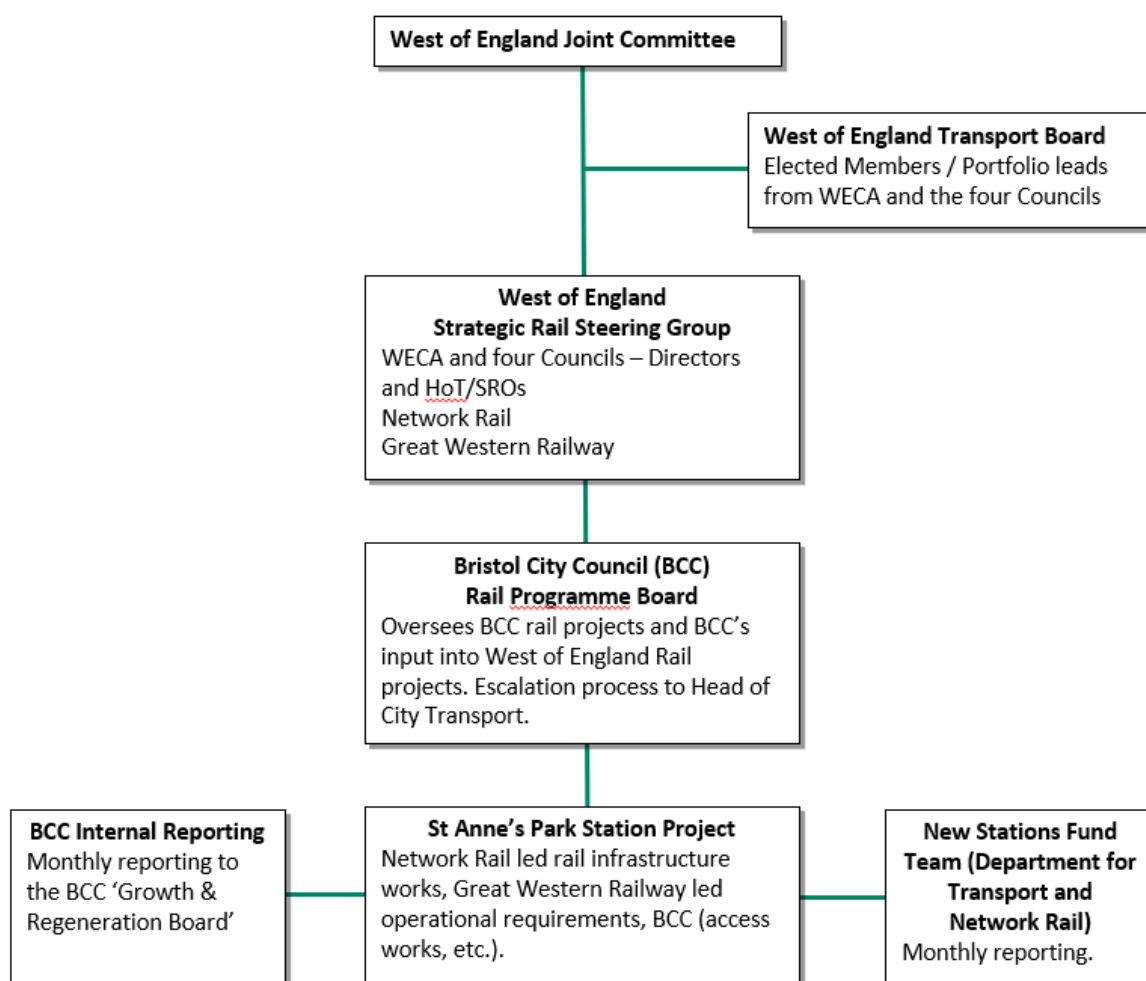 West of England Joint Committee
West of England Transport Board
Elected Members / Portfolio leads
from WECA and the four Councils
West of England
Strategic Rail Steering Group
WECA and four Councils – Directors
and HoT/SROs
Network Rail
Great Western Railway
Bristol City Council (BCC)
Rail Programme Board
Oversees BCC rail projects and BCC’s
input into West of England Rail
projects. Escalation process to Head of
City Transport.
BCC Internal Reporting
Monthly reporting to
the BCC ‘Growth &
Regeneration Board’
St Anne’s Park Station Project
Network Rail led rail infrastructure
works, Great Western Railway led
operational requirements, BCC (access
works, etc.).
New Stations Fund
Team (Department for
Transport and
Network Rail)
Monthly reporting.